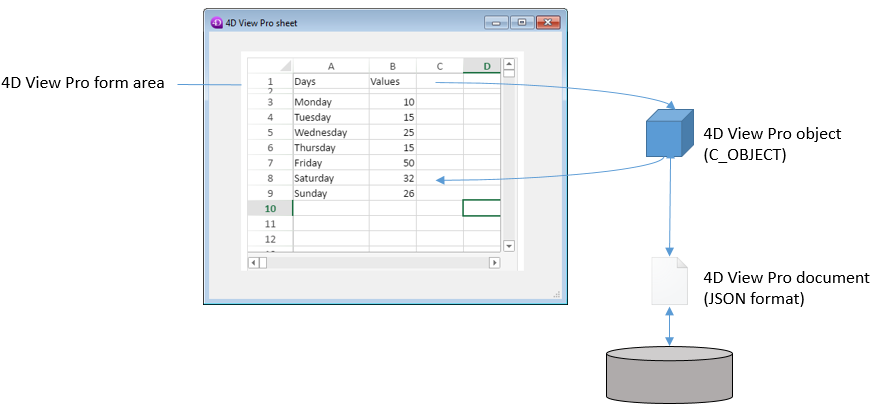 4D View Pro sheet
A B C D
1 Days Values
2
3 Monday 10
4 Tuesday 15
5 Wednesday 25
6 Thursday 15
7 Friday 50
8 Saturday 32
9 Sunday 26
10
11
12
4D View Pro form area
4D View Pro object
(C_OBJECT)
4D View Pro document
(JSON format)